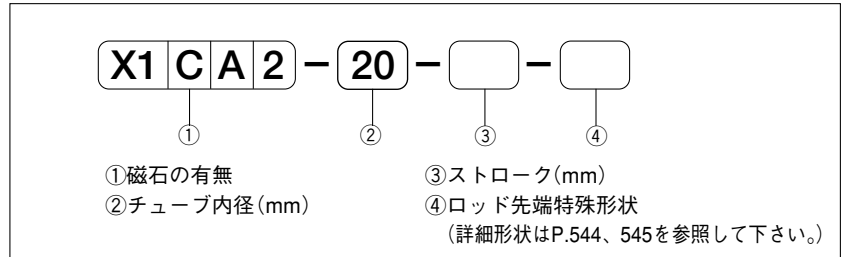 X1CA2-20- -
① ② ③ ④
①磁石の有無 ③ストローク(mm)
②チューブ内径(mm) ④ロッド先端特殊形状
(詳細形状はP.544、545を参照して下さい。)